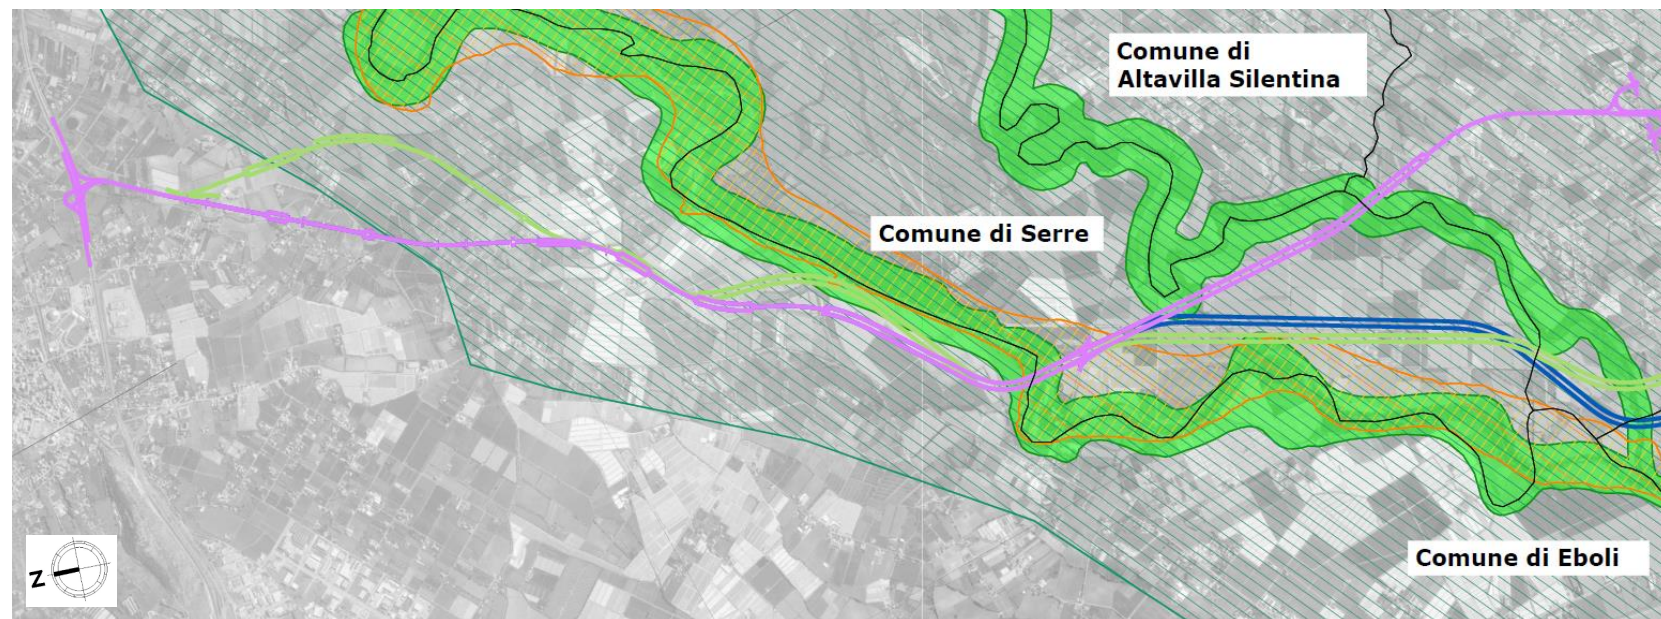 Comune di
Altavilla Silentina
Comune di Serre
Comune di Eboli
N